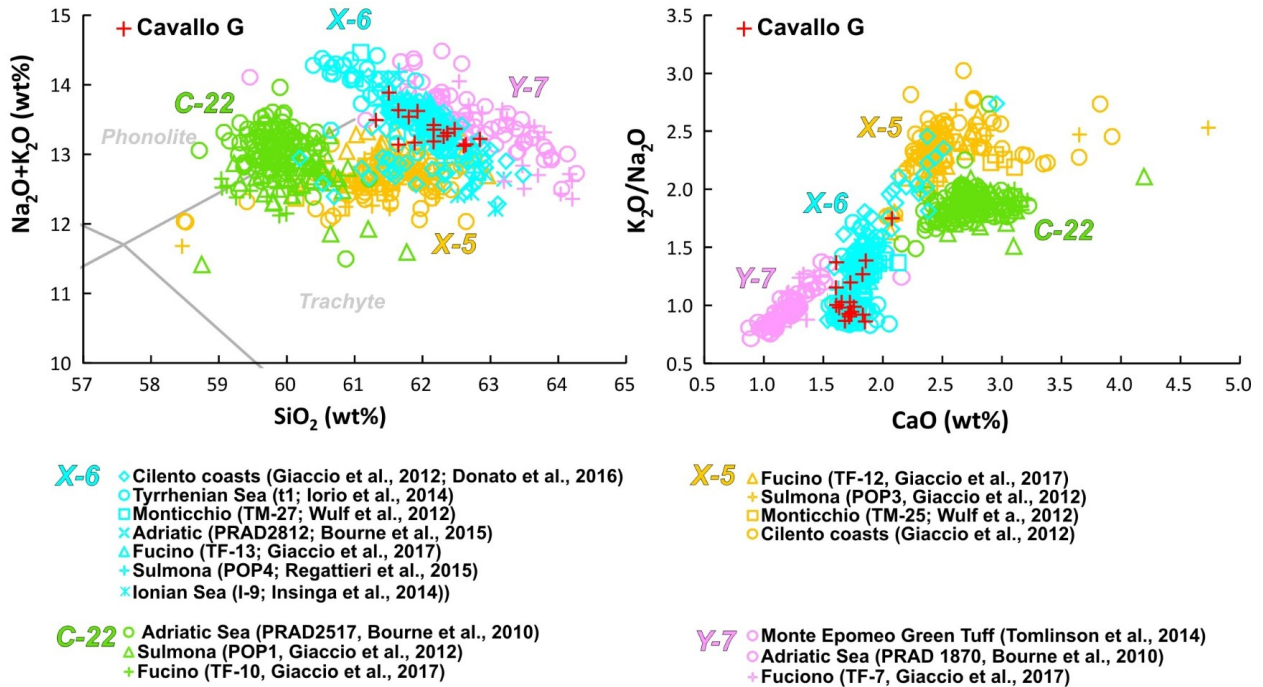 Cavallo G
X-6
Y-7
C-22
Phonolite
X-5
Trachyte
Na2O+K2O (wt%)
15
14
13
12
11
10
57
58
59
60
61
62
63
64
65
SiO2 (wt%)
Cavallo G
X-5
X-6
C-22
Y-7
K2O/Na2O
3.5
3.0
2.5
2.0
1.5
1.0
0.5
0.5
1.0
1.5
2.0
2.5
3.0
3.5
4.0
4.5
5.0
CaO (wt%)
X-6
Cilento coasts (Giaccio et al., 2012; Donato et al., 2016)
Tyrrhenian Sea (t1; Iorio et al., 2014)
Monticchio (TM-27; Wulf et al., 2012)
Adriatic (PRAD2812; Bourne et al., 2015)
Fucino (TF-13; Giaccio et al., 2017)
Sulmona (POP4; Regattieri et al., 2015)
Ionian Sea (I-9; Insinga et al., 2014))
X-5
Fucino (TF-12, Giaccio et al., 2017)
Sulmona (POP3, Giaccio et al., 2012)
Monticchio (TM-25; Wulf et a., 2012)
Cilento coasts (Giaccio et al., 2012)
C-22
Adriatic Sea (PRAD2517, Bourne et al., 2010)
Sulmona (POP1, Giaccio et al., 2012)
Fucino (TF-10, Giaccio et al., 2017)
Y-7
Monte Epomeo Green Tuff (Tomlinson et al., 2014)
Adriatic Sea (PRAD 1870, Bourne et al., 2010)
Fuciono (TF-7, Giaccio et al., 2017)